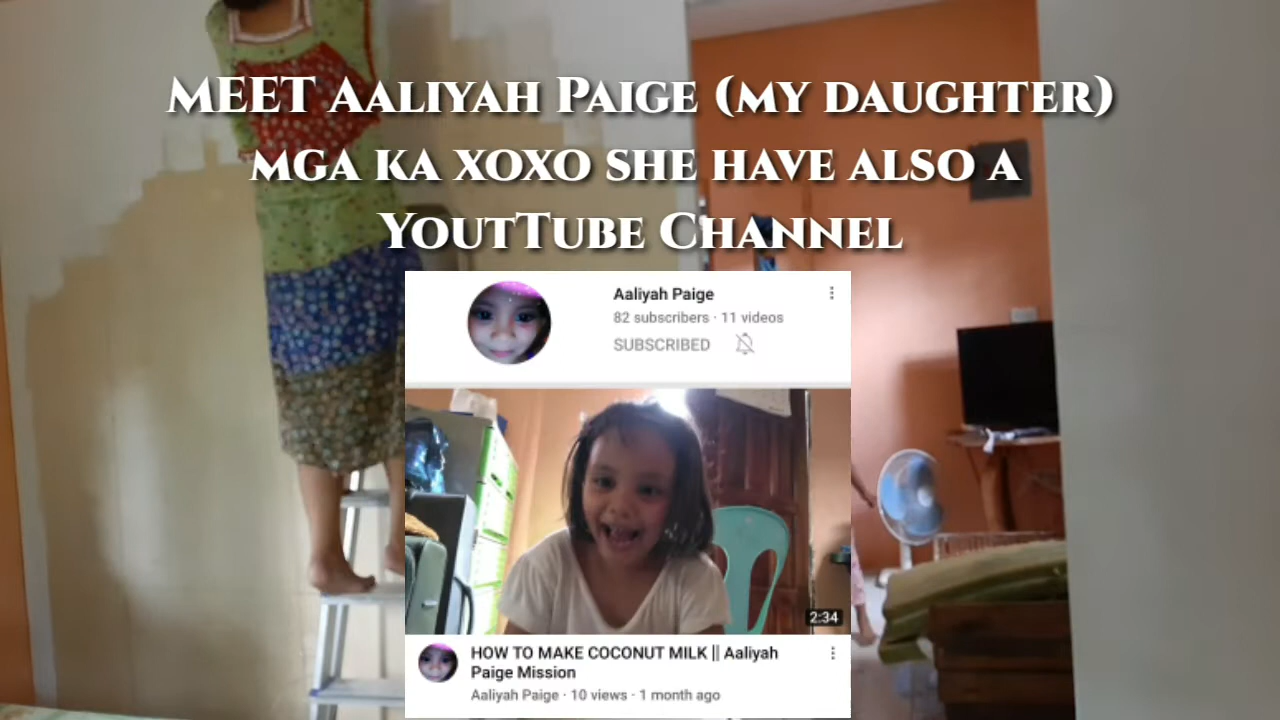 MEET Aaliyah Paige (my daughter)
mga ka xoxo she have also a
YoutTube Channel
Aaliyah Paige
82 subscribers · 11 videos
SUBSCRIBED
2:34
HOW TO MAKE COCONUT MILK || Aaliyah
Paige Mission
Aaliyah Paige · 10 views · 1 month ago